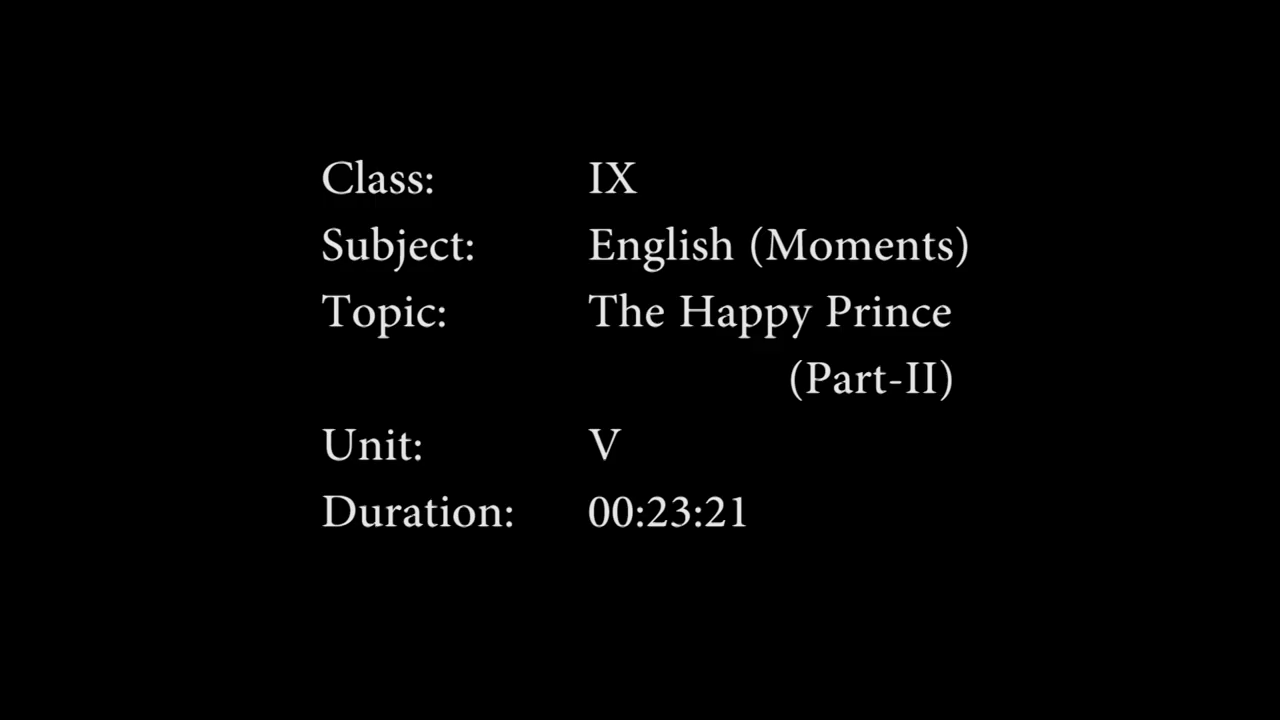 Class: IX
Subject: English (Moments)
Topic: The Happy Prince
(Part-II)
Unit: V
Duration: 00:23:21